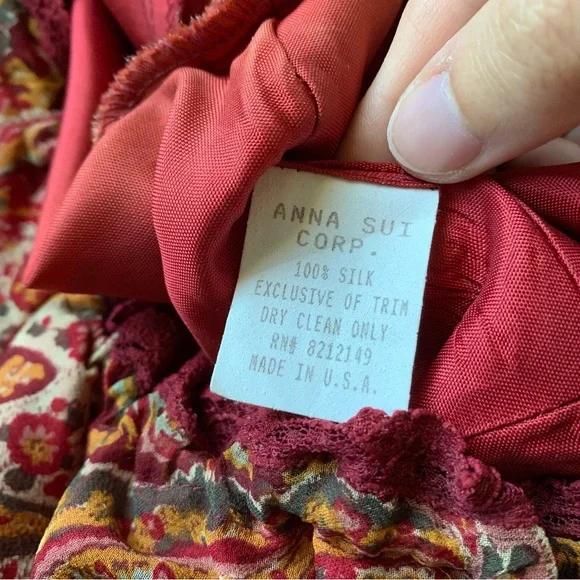 ANNA SUI
CORP.
100% SILK
EXCLUSIVE OF TRIM
DRY CLEAN ONLY
RN# 8212149
MADE IN U.S.A.